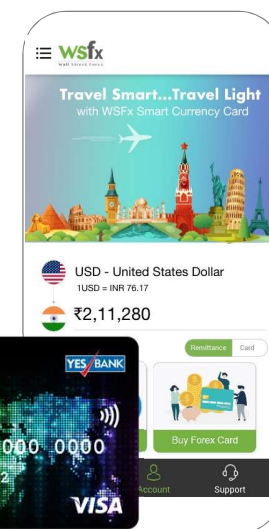 wsfx
Wall Street Forex
Travel Smart...Travel Light
with WSFx Smart Currency Card
USD - United States Dollar
1USD = INR 76.17
₹2,11,280
Remittance Card
YES BANK
000 0000
2
VISA
Buy Forex Card
Account
Support